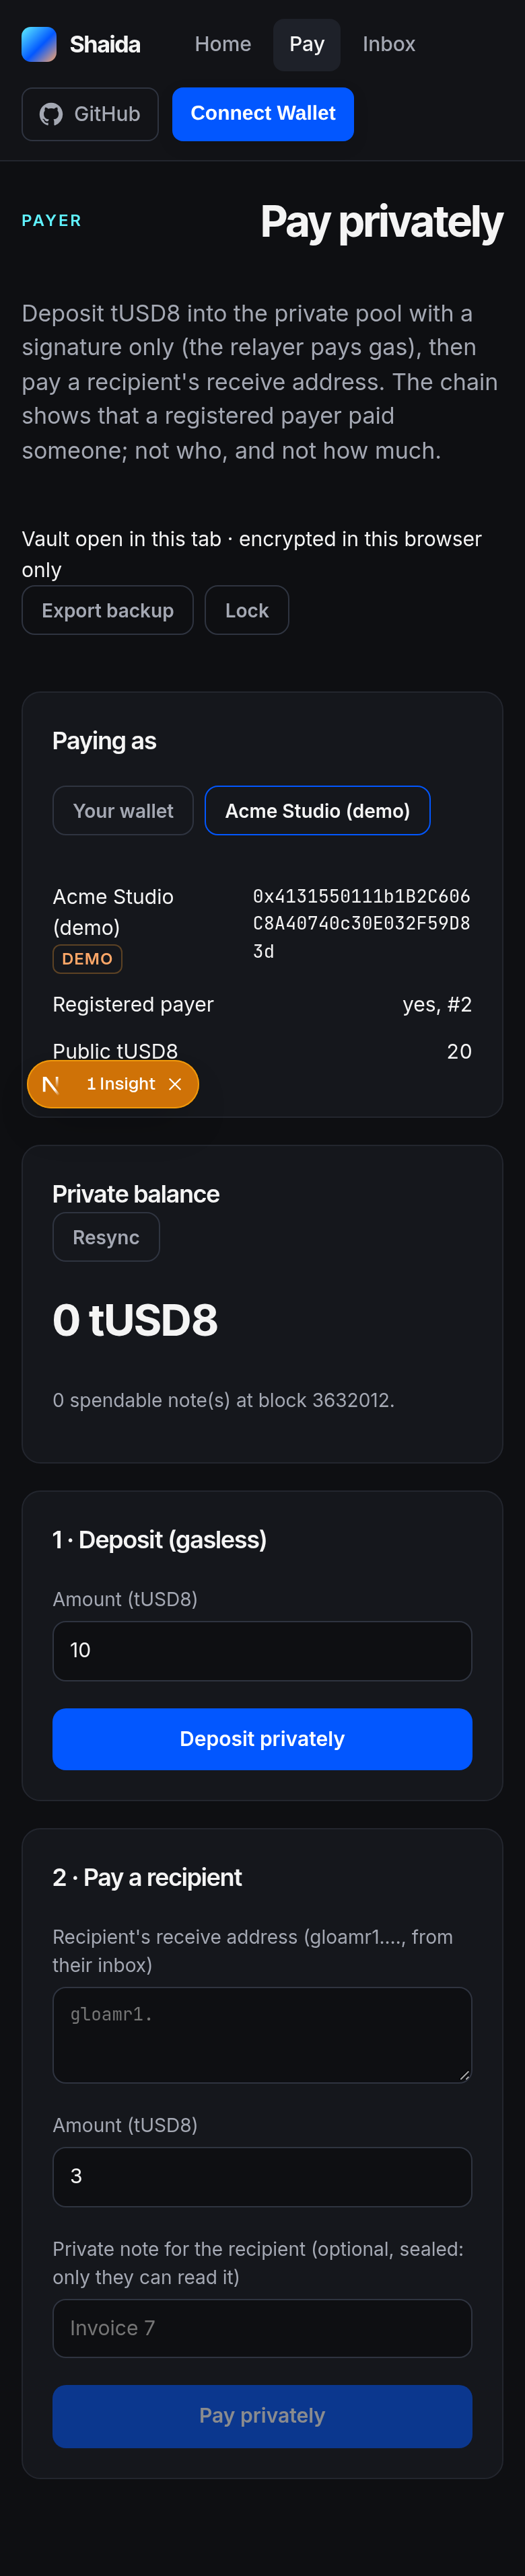 Shaida
Home
Pay
Inbox
GitHub
Connect Wallet
PAYER
Pay privately
Deposit tUSD8 into the private pool with a
signature only (the relayer pays gas), then
pay a recipient's receive address. The chain
shows that a registered payer paid
someone; not who, and not how much.
Vault open in this tab · encrypted in this browser
only
Export backup
Lock
Paying as
Your wallet
Acme Studio (demo)
Acme Studio
(demo)
DEMO
0x4131550111b1B2C606
C8A40740c30E032F59D8
3d
Registered payer
yes, #2
Public tUSD8
20
1 Insight
Private balance
Resync
0 tUSD8
0 spendable note(s) at block 3632012.
1 · Deposit (gasless)
Amount (tUSD8)
10
Deposit privately
2 · Pay a recipient
Recipient's receive address (gloamr1...., from
their inbox)
gloamr1.
Amount (tUSD8)
3
Private note for the recipient (optional, sealed:
only they can read it)
Invoice 7
Pay privately